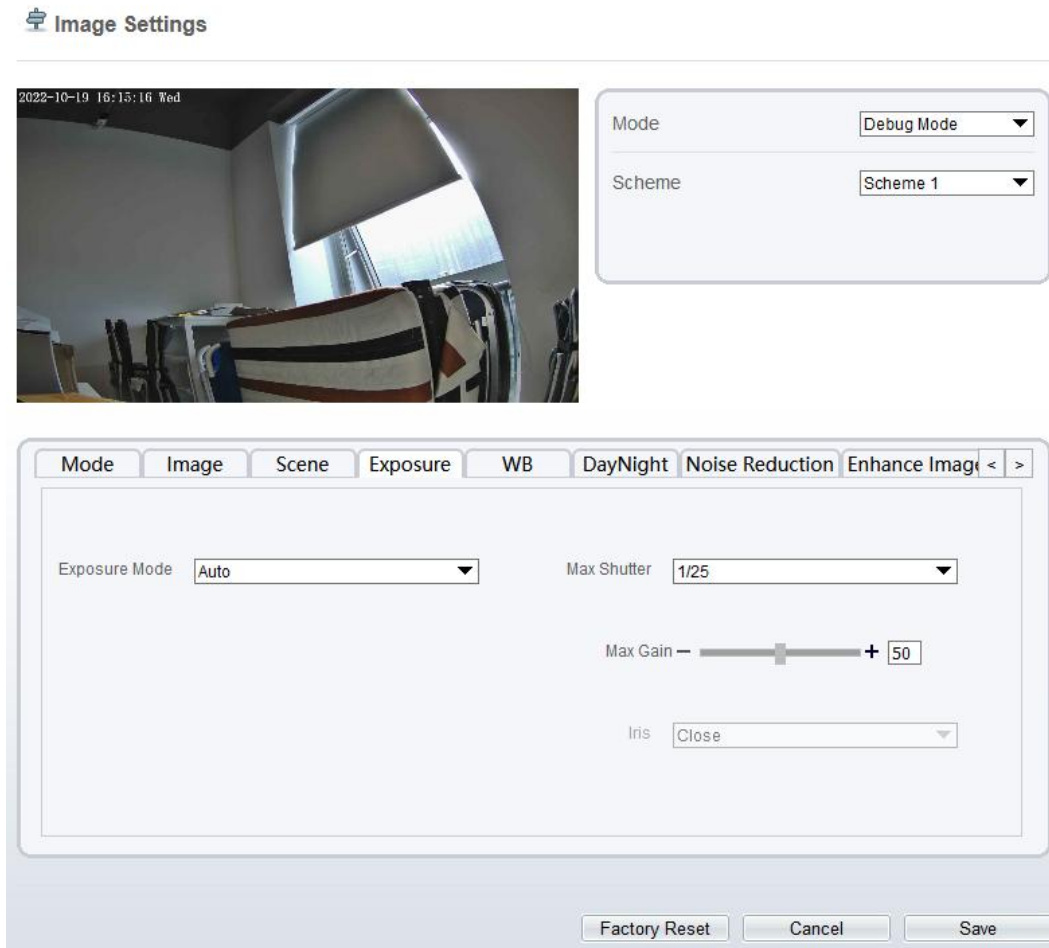 Image Settings
2022-10-19 16:15:16 Wed
Mode
Debug Mode
Scheme
Scheme 1
Mode
Image
Scene
Exposure
WB
DayNight
Noise Reduction
Enhance Image
<
>
Exposure Mode
Auto
Max Shutter
1/25
Max Gain
50
Iris
Close
Factory Reset
Cancel
Save